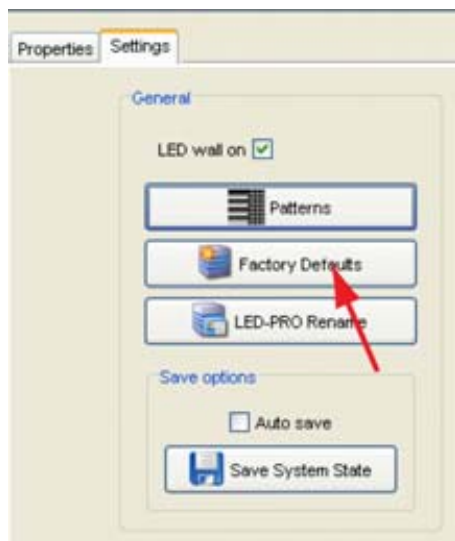 Properties Settings
General
LED wall on
Patterns
Factory Defaults
LED-PRO Rename
Save options
Auto save
Save System State